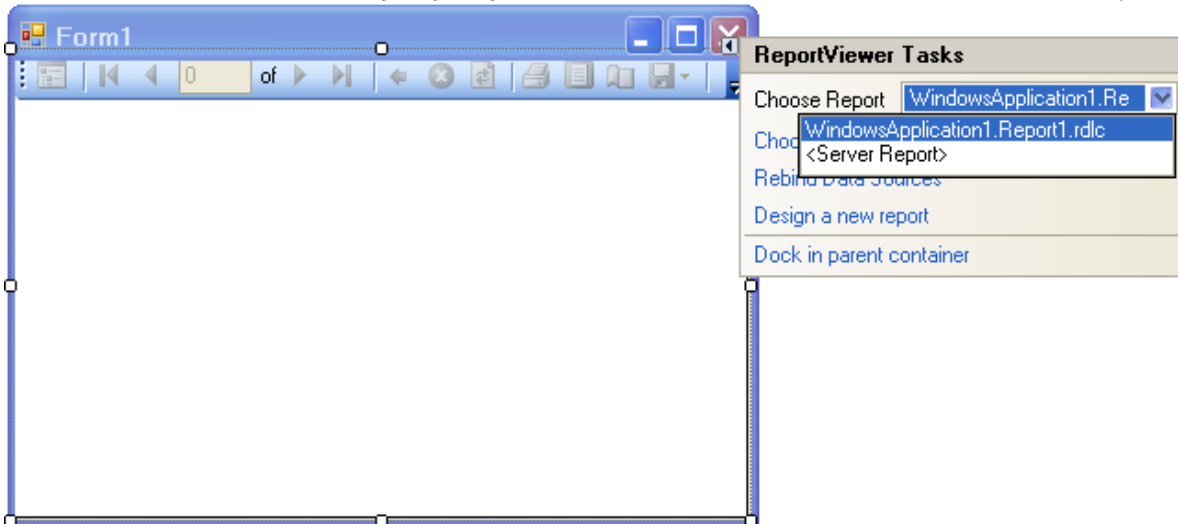 Form1
0 of
ReportViewer Tasks
Choose Report WindowsApplication1.Re
WindowsApplication1.Report1.rdlc
<Server Report>
Rebind Data Sources
Design a new report
Dock in parent container